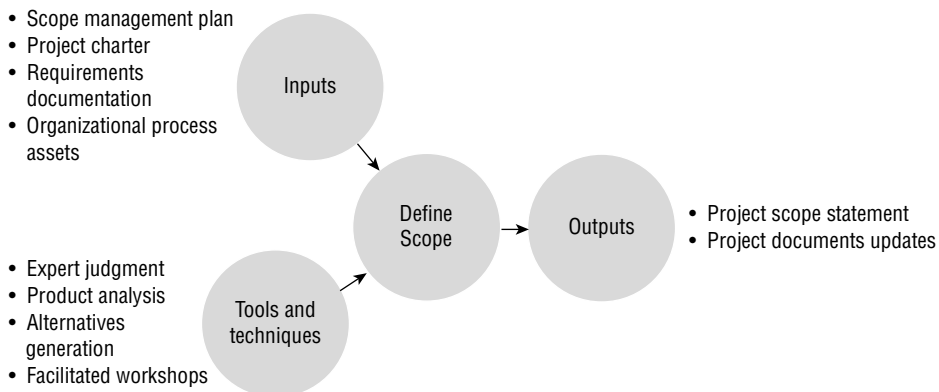 • Scope management plan
• Project charter
• Requirements
documentation
• Organizational process
assets
Inputs
Define
Scope
Outputs
• Project scope statement
• Project documents updates
• Expert judgment
• Product analysis
• Alternatives
generation
• Facilitated workshops
Tools and
techniques